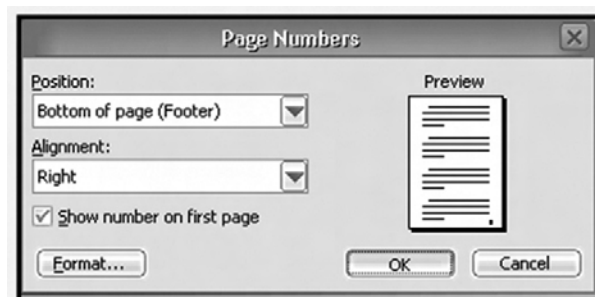 Page Numbers
Position:
Preview
Bottom of page (Footer)
Alignment:
Right
Show number on first page
Format...
OK
Cancel